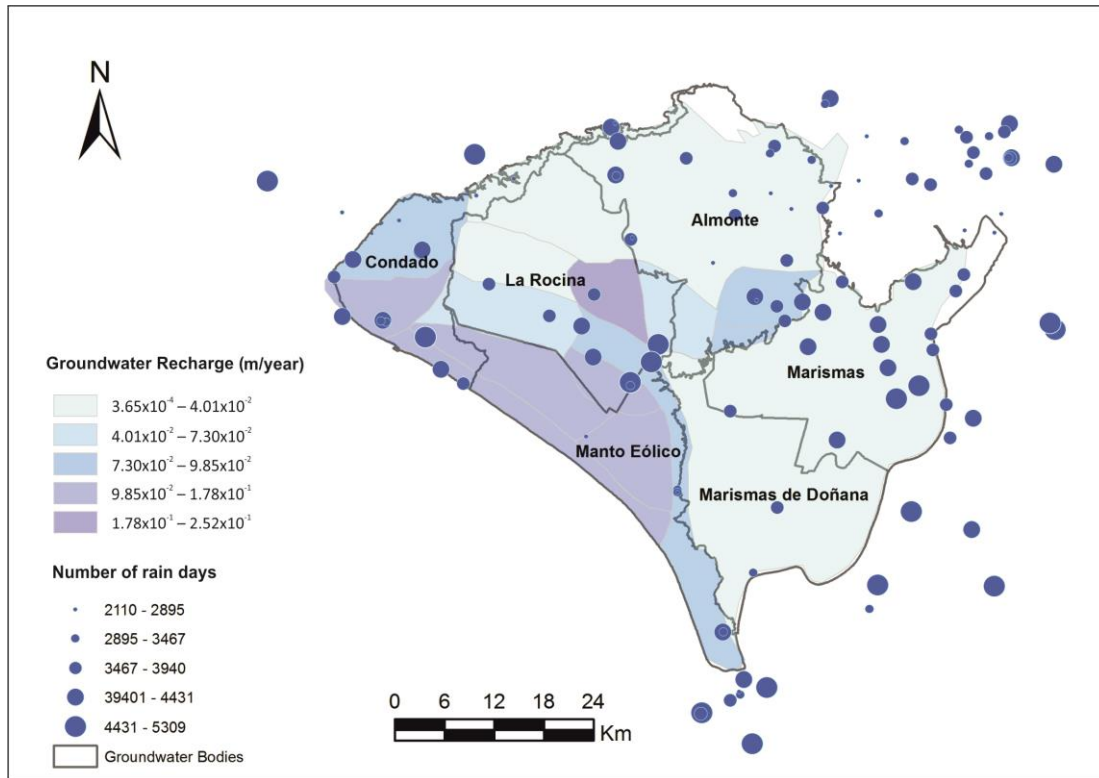 N
Almonte
Condado
La Rocina
Marismas
Manto Eólico
Marismas de Doñana
Groundwater Recharge (m/year)
3.65x10⁻⁴ – 4.01x10⁻²
4.01x10⁻² – 7.30x10⁻²
7.30x10⁻² – 9.85x10⁻²
9.85x10⁻² – 1.78x10⁻¹
1.78x10⁻¹ – 2.52x10⁻¹
Number of rain days
2110 - 2895
2895 - 3467
3467 - 3940
39401 - 4431
4431 - 5309
Groundwater Bodies
0 6 12 18 24
Km